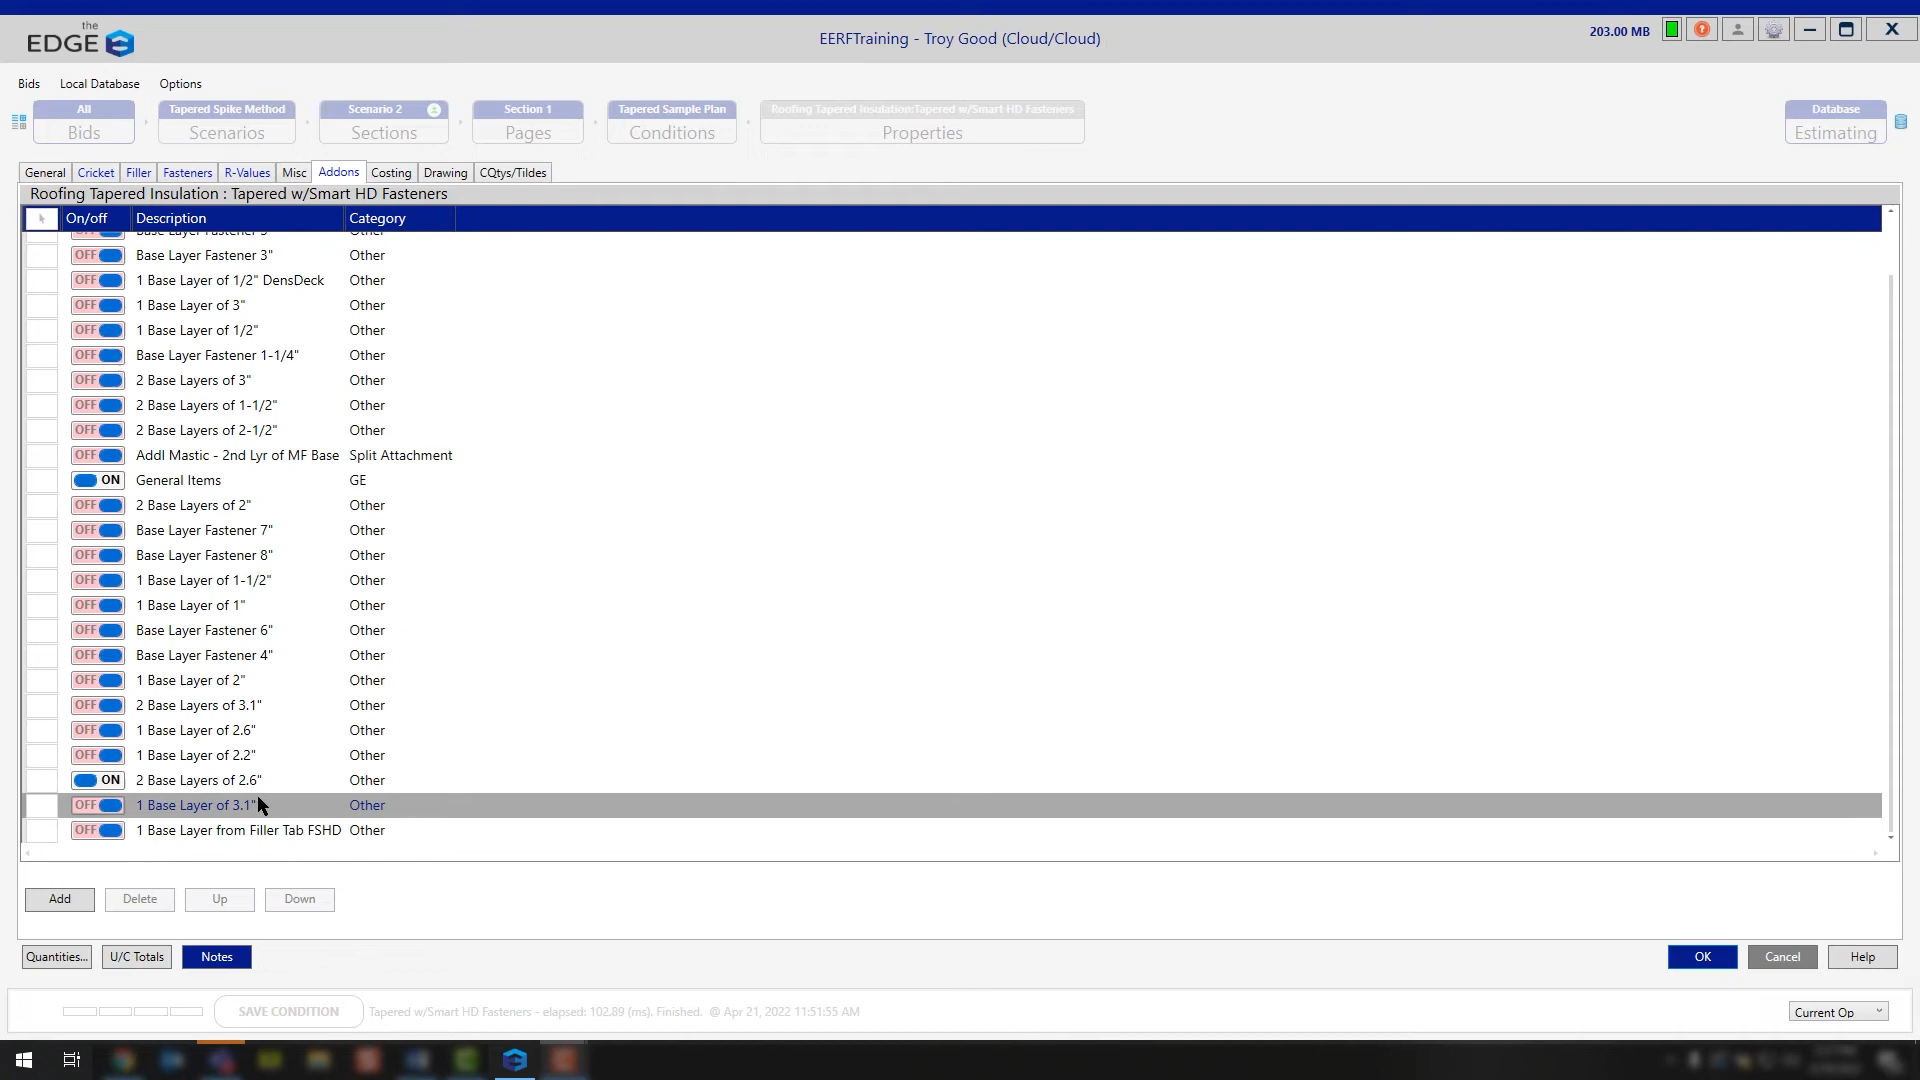 the
EDGE
EERFTraining - Troy Good (Cloud/Cloud)
203.00 MB
Bids Local Database Options
All
Bids
Tapered Spike Method
Scenarios
Scenario 2
Sections
Section 1
Pages
Tapered Sample Plan
Conditions
Roofing Tapered Insulation:Tapered w/Smart HD Fasteners
Properties
Database
Estimating
General Cricket Filler Fasteners R-Values Misc Addons Costing Drawing CQtys/Tildes
Roofing Tapered Insulation : Tapered w/Smart HD Fasteners
On/off Description Category
OFF Base Layer Fastener 3" Other
OFF 1 Base Layer of 1/2" DensDeck Other
OFF 1 Base Layer of 3" Other
OFF 1 Base Layer of 1/2" Other
OFF Base Layer Fastener 1-1/4" Other
OFF 2 Base Layers of 3" Other
OFF 2 Base Layers of 1-1/2" Other
OFF 2 Base Layers of 2-1/2" Other
OFF Addl Mastic - 2nd Lyr of MF Base Split Attachment
ON General Items GE
OFF 2 Base Layers of 2" Other
OFF Base Layer Fastener 7" Other
OFF Base Layer Fastener 8" Other
OFF 1 Base Layer of 1-1/2" Other
OFF 1 Base Layer of 1" Other
OFF Base Layer Fastener 6" Other
OFF Base Layer Fastener 4" Other
OFF 1 Base Layer of 2" Other
OFF 2 Base Layers of 3.1" Other
OFF 1 Base Layer of 2.6" Other
OFF 1 Base Layer of 2.2" Other
ON 2 Base Layers of 2.6" Other
OFF 1 Base Layer of 3.1" Other
OFF 1 Base Layer from Filler Tab FSHD Other
Add Delete Up Down
Quantities... U/C Totals Notes OK Cancel Help
SAVE CONDITION Tapered w/Smart HD Fasteners - elapsed: 102.89 (ms). Finished. @ Apr 21, 2022 11:51:55 AM Current Op